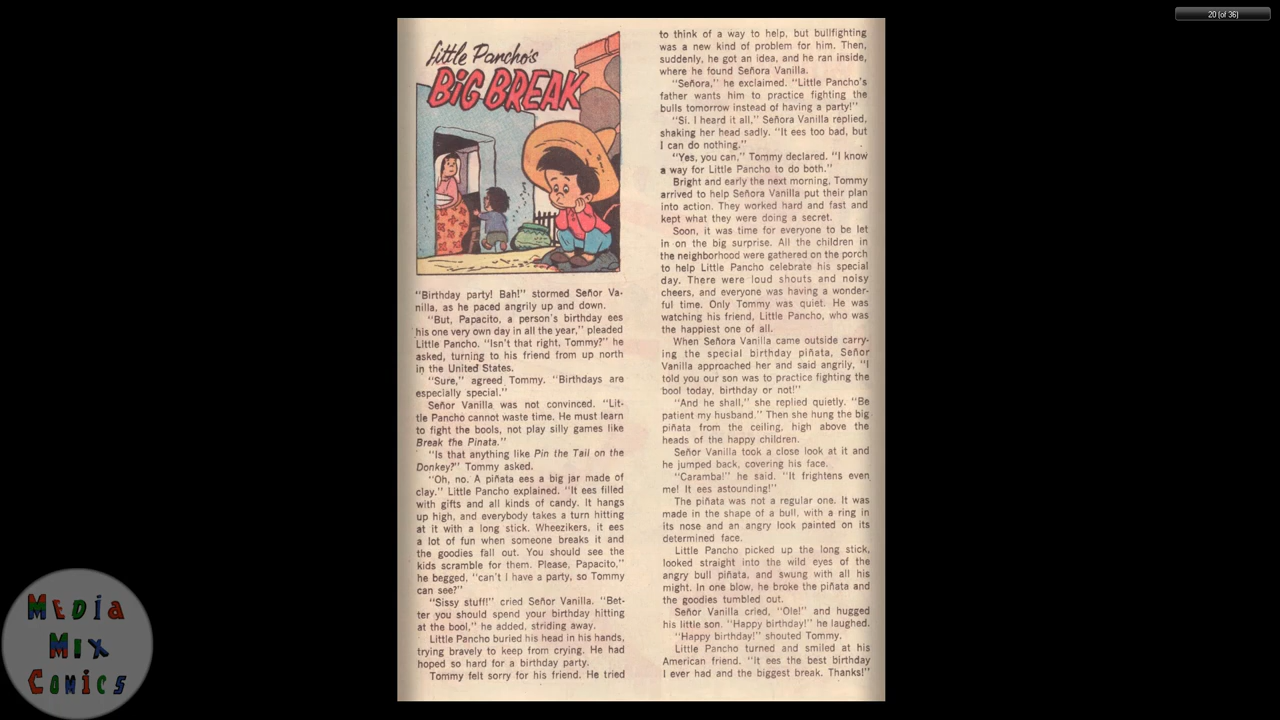 20 (of 36)
Little Pancho's
BIG BREAK
"Birthday party! Bah!" stormed Señor Va-
nilla, as he paced angrily up and down.
"But, Papacito, a person's birthday ees
his one very own day in all the year," pleaded
Little Pancho. "Isn't that right, Tommy?" he
asked, turning to his friend from up north
in the United States.
"Sure," agreed Tommy. "Birthdays are
especially special."
Señor Vanilla was not convinced. "Lit-
tle Pancho cannot waste time. He must learn
to fight the bools, not play silly games like
Break the Pinata."
"Is that anything like Pin the Tail on the
Donkey?" Tommy asked.
"Oh, no. A piñata ees a big jar made of
clay." Little Pancho explained. "It ees filled
with gifts and all kinds of candy. It hangs
up high, and everybody takes a turn hitting
at it with a long stick. Wheezikers, it ees
a lot of fun when someone breaks it and
the goodies fall out. You should see the
kids scramble for them. Please, Papacito,"
he begged, "can't I have a party, so Tommy
can see?"
"Sissy stuff!" cried Señor Vanilla. "Bet-
ter you should spend your birthday hitting
at the bool," he added, striding away.
Little Pancho buried his head in his hands,
trying bravely to keep from crying. He had
hoped so hard for a birthday party.
Tommy felt sorry for his friend. He tried
to think of a way to help, but bullfighting
was a new kind of problem for him. Then,
suddenly, he got an idea, and he ran inside,
where he found Señora Vanilla.
"Señora," he exclaimed. "Little Pancho's
father wants him to practice fighting the
bulls tomorrow instead of having a party!"
"Si. I heard it all," Señora Vanilla replied,
shaking her head sadly. "It ees too bad, but
I can do nothing."
"Yes, you can," Tommy declared. "I know
a way for Little Pancho to do both."
Bright and early the next morning, Tommy
arrived to help Señora Vanilla put their plan
into action. They worked hard and fast and
kept what they were doing a secret.
Soon, it was time for everyone to be let
in on the big surprise. All the children in
the neighborhood were gathered on the porch
to help Little Pancho celebrate his special
day. There were loud shouts and noisy
cheers, and everyone was having a wonder-
ful time. Only Tommy was quiet. He was
watching his friend, Little Pancho, who was
the happiest one of all.
When Señora Vanilla came outside carry-
ing the special birthday piñata, Señor
Vanilla approached her and said angrily, "I
told you our son was to practice fighting the
bool today, birthday or not!"
"And he shall," she replied quietly. "Be
patient my husband." Then she hung the big
piñata from the ceiling, high above the
heads of the happy children.
Señor Vanilla took a close look at it and
he jumped back, covering his face.
"Caramba!" he said. "It frightens even
me! It ees astounding!"
The piñata was not a regular one. It was
made in the shape of a bull, with a ring in
its nose and an angry look painted on its
determined face.
Little Pancho picked up the long stick,
looked straight into the wild eyes of the
angry bull piñata, and swung with all his
might. In one blow, he broke the piñata and
the goodies tumbled out.
Señor Vanilla cried, "Ole!" and hugged
his little son. "Happy birthday!" he laughed.
"Happy birthday!" shouted Tommy.
Little Pancho turned and smiled at his
American friend. "It ees the best birthday
I ever had and the biggest break. Thanks!"
MEDIA
MIX
COMICS